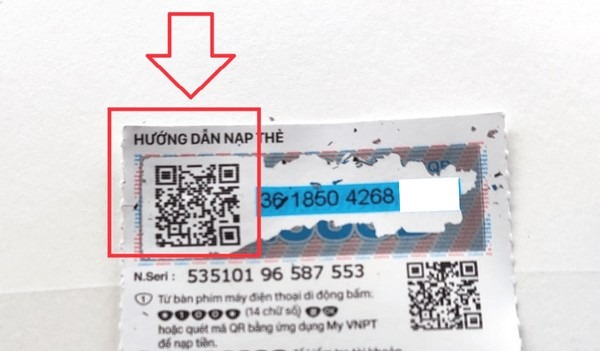 HƯỚNG DẪN NẠP THẺ
36 1850 4268
N.Seri : 535101 96 587 553
① Từ bàn phím máy điện thoại di động bấm:
(14 chữ số)
hoặc quét mã QR bằng ứng dụng My VNPT
để nạp tiền.